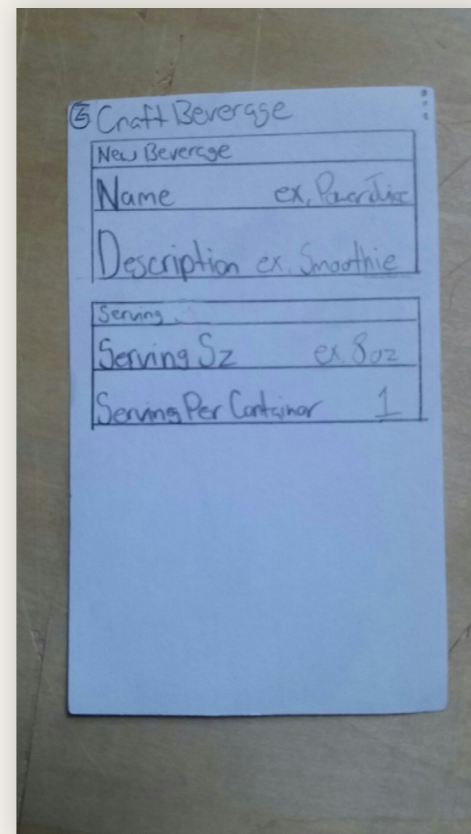 Craft Beverage
New Beverage
Name ex. PowerJuice
Description ex. Smoothie
Serving
Serving Sz ex. 8oz
Serving Per Container 1